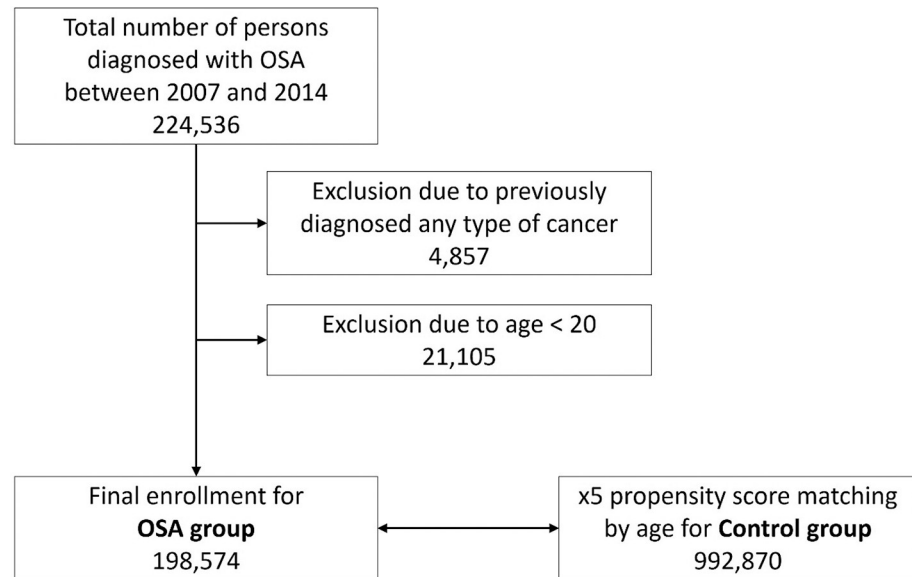 Total number of persons
diagnosed with OSA
between 2007 and 2014
224,536
Exclusion due to previously
diagnosed any type of cancer
4,857
Exclusion due to age < 20
21,105
Final enrollment for
OSA group
198,574
x5 propensity score matching
by age for Control group
992,870